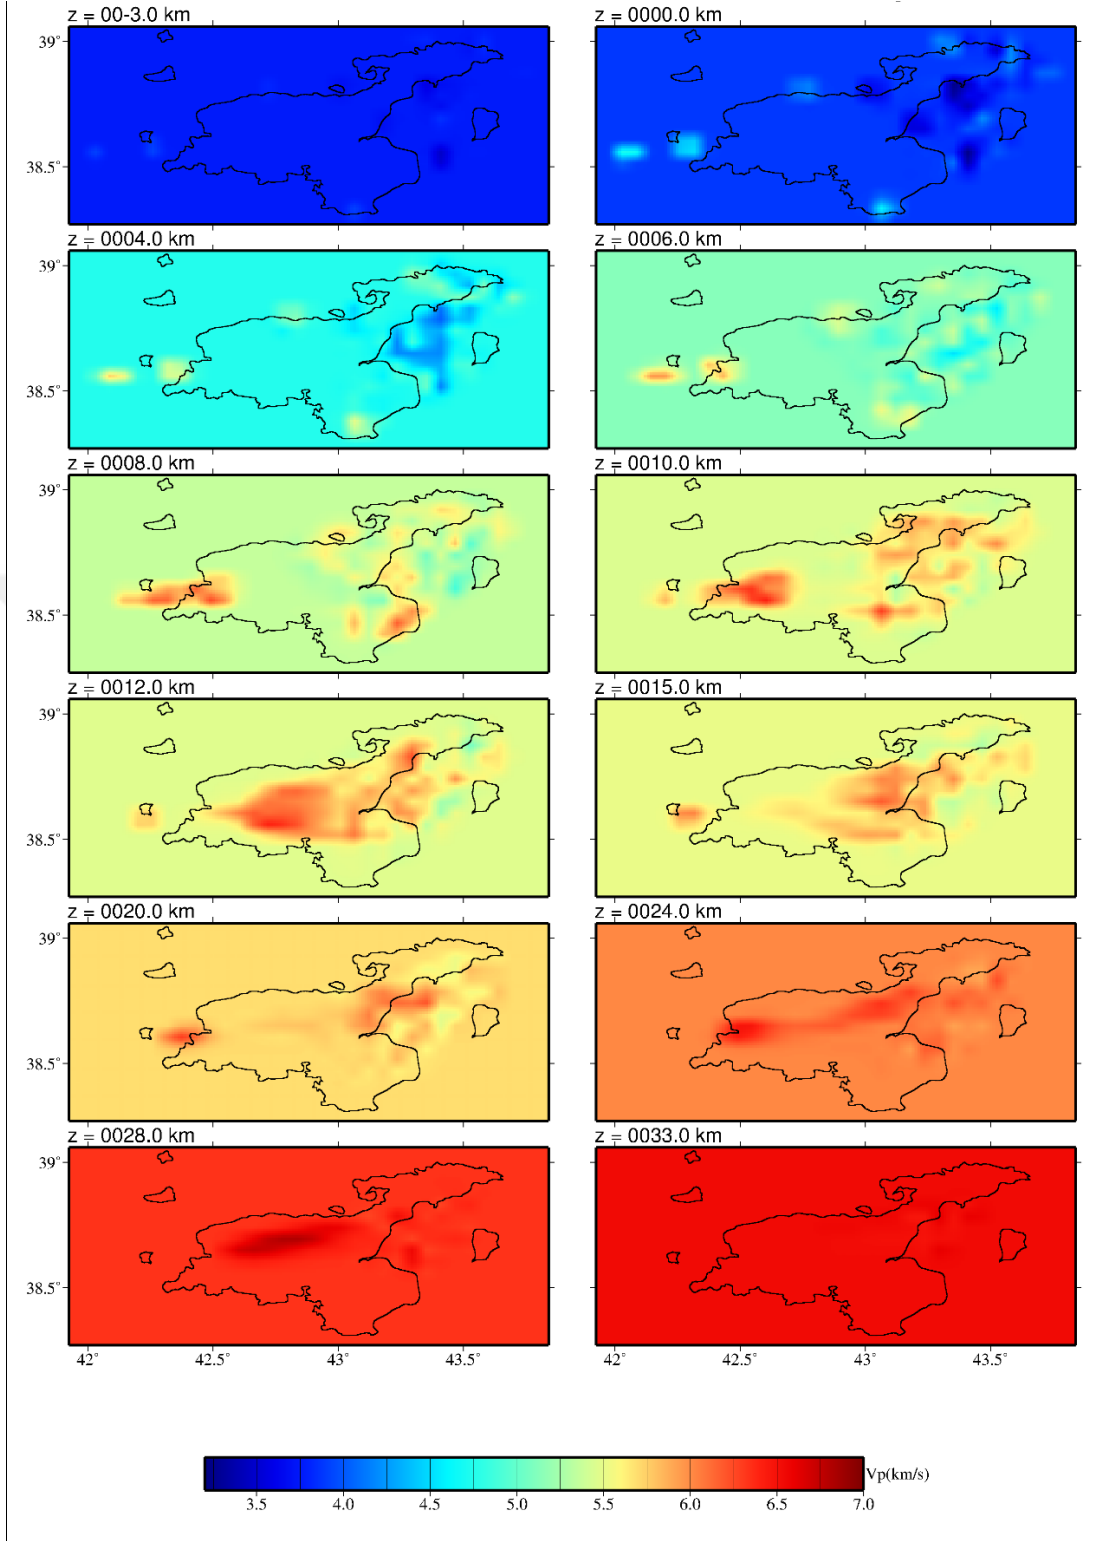 z = 00-3.0 km
z = 0000.0 km
39°
38.5°
z = 0004.0 km
z = 0006.0 km
39°
38.5°
z = 0008.0 km
z = 0010.0 km
39°
38.5°
z = 0012.0 km
z = 0015.0 km
39°
38.5°
z = 0020.0 km
z = 0024.0 km
39°
38.5°
z = 0028.0 km
z = 0033.0 km
39°
38.5°
42° 42.5° 43° 43.5° 42° 42.5° 43° 43.5°
Vp(km/s)
3.5 4.0 4.5 5.0 5.5 6.0 6.5 7.0